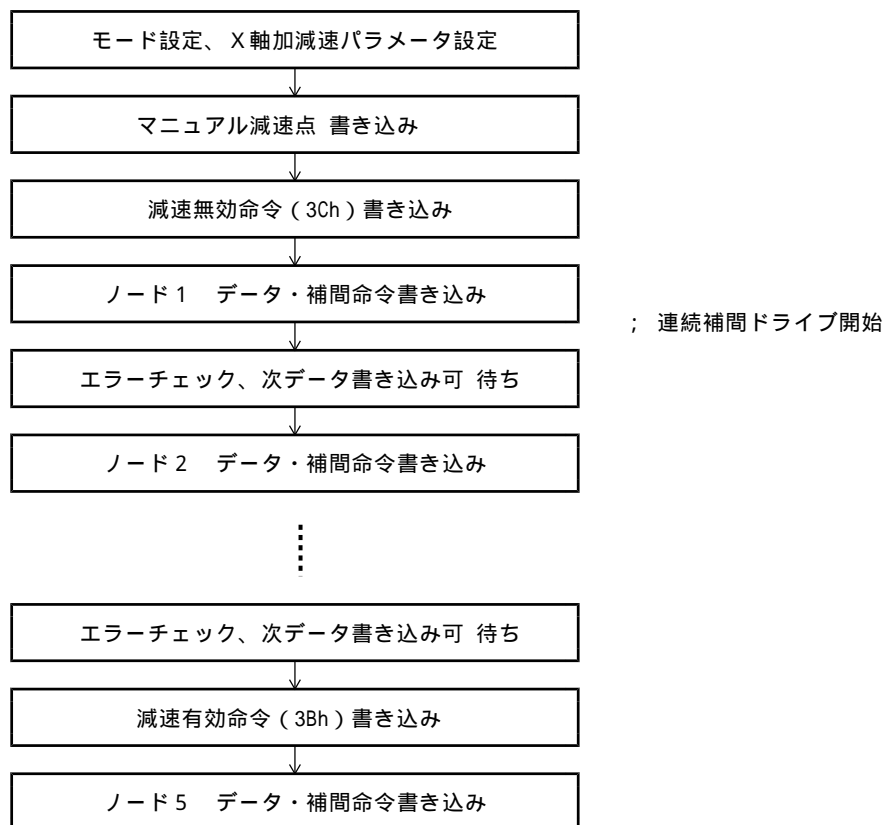 モード設定、Ｘ軸加減速パラメータ設定
マニュアル減速点 書き込み
減速無効命令（3Ch）書き込み
ノード１　データ・補間命令書き込み
； 連続補間ドライブ開始
エラーチェック、次データ書き込み可 待ち
ノード２　データ・補間命令書き込み
エラーチェック、次データ書き込み可 待ち
減速有効命令（3Bh）書き込み
ノード５　データ・補間命令書き込み